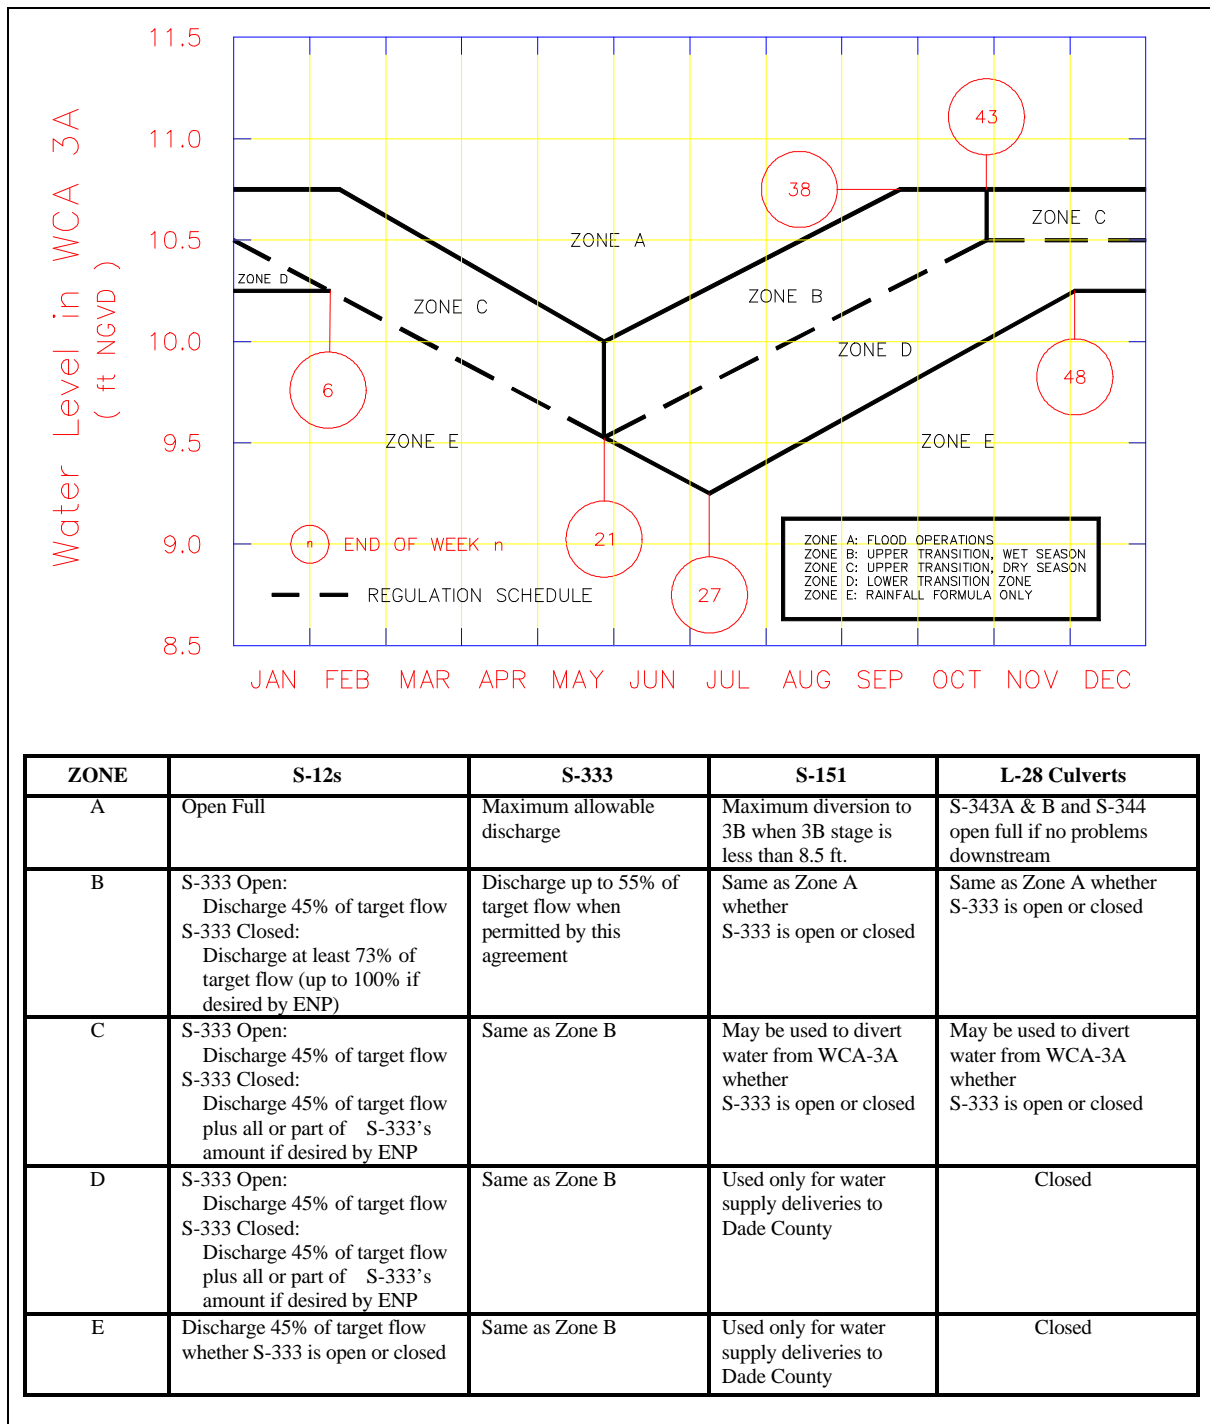 11.5
11.0
10.5
10.0
9.5
9.0
8.5
Water Level in WCA 3A
( ft NGVD )
43
38
ZONE C
ZONE A
ZONE D
ZONE C
ZONE B
ZONE D
6
48
ZONE E
ZONE E
21
n END OF WEEK n
27
REGULATION SCHEDULE
ZONE A: FLOOD OPERATIONS
ZONE B: UPPER TRANSITION, WET SEASON
ZONE C: UPPER TRANSITION, DRY SEASON
ZONE D: LOWER TRANSITION ZONE
ZONE E: RAINFALL FORMULA ONLY
JAN FEB MAR APR MAY JUN JUL AUG SEP OCT NOV DEC
ZONE S-12s S-333 S-151 L-28 Culverts
A
Open Full
Maximum allowable
discharge
Maximum diversion to
3B when 3B stage is
less than 8.5 ft.
S-343A & B and S-344
open full if no problems
downstream
B
S-333 Open:
Discharge 45% of target flow
S-333 Closed:
Discharge at least 73% of
target flow (up to 100% if
desired by ENP)
Discharge up to 55% of
target flow when
permitted by this
agreement
Same as Zone A
whether
S-333 is open or closed
Same as Zone A whether
S-333 is open or closed
C
S-333 Open:
Discharge 45% of target flow
S-333 Closed:
Discharge 45% of target flow
plus all or part of S-333's
amount if desired by ENP
Same as Zone B
May be used to divert
water from WCA-3A
whether
S-333 is open or closed
May be used to divert
water from WCA-3A
whether
S-333 is open or closed
D
S-333 Open:
Discharge 45% of target flow
S-333 Closed:
Discharge 45% of target flow
plus all or part of S-333's
amount if desired by ENP
Same as Zone B
Used only for water
supply deliveries to
Dade County
Closed
E
Discharge 45% of target flow
whether S-333 is open or closed
Same as Zone B
Used only for water
supply deliveries to
Dade County
Closed